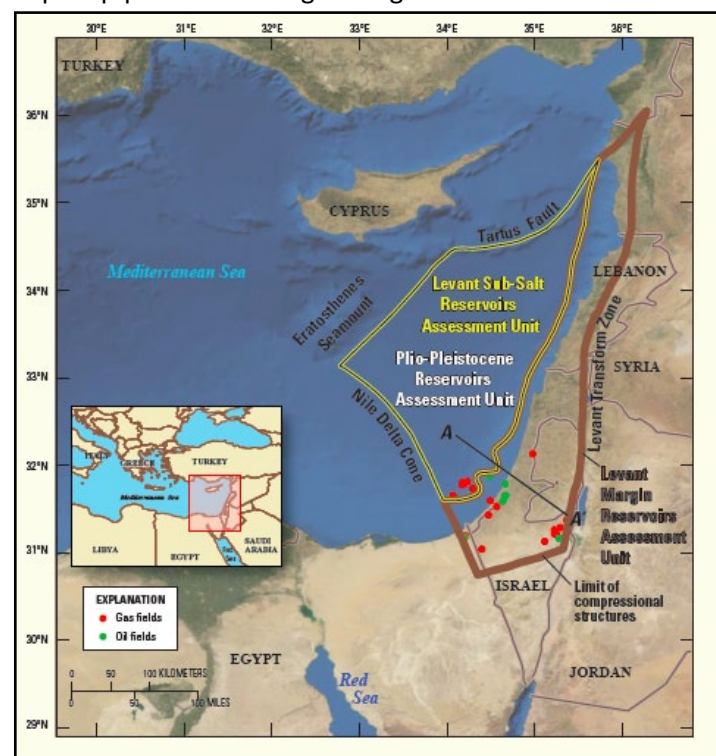 30°E 31°E 32°E 33°E 34°E 35°E 36°E
TURKEY
36°N
35°N
CYPRUS
Tartus Fault
Mediterranean Sea
Eratosthenes
Seamount
Levant Sub-Salt
Reservoirs
Assessment Unit
LEBANON
34°N
Plio-Pleistocene
Reservoirs
Assessment Unit
Levant Transform Zone
SYRIA
33°N
Nile Delta Cone
A
32°N
Levant
Margin
Reservoirs
Assessment
Unit
A'
31°N
ISRAEL
Limit of
compressional
structures
ITALY
GREECE
TURKEY
Mediterranean Sea
LIBYA
EGYPT
Red
Sea
SAUDI
ARABIA
EXPLANATION
Gas fields
Oil fields
30°N
EGYPT
JORDAN
0 50 100 KILOMETERS
0 50 100 MILES
Red
Sea
29°N